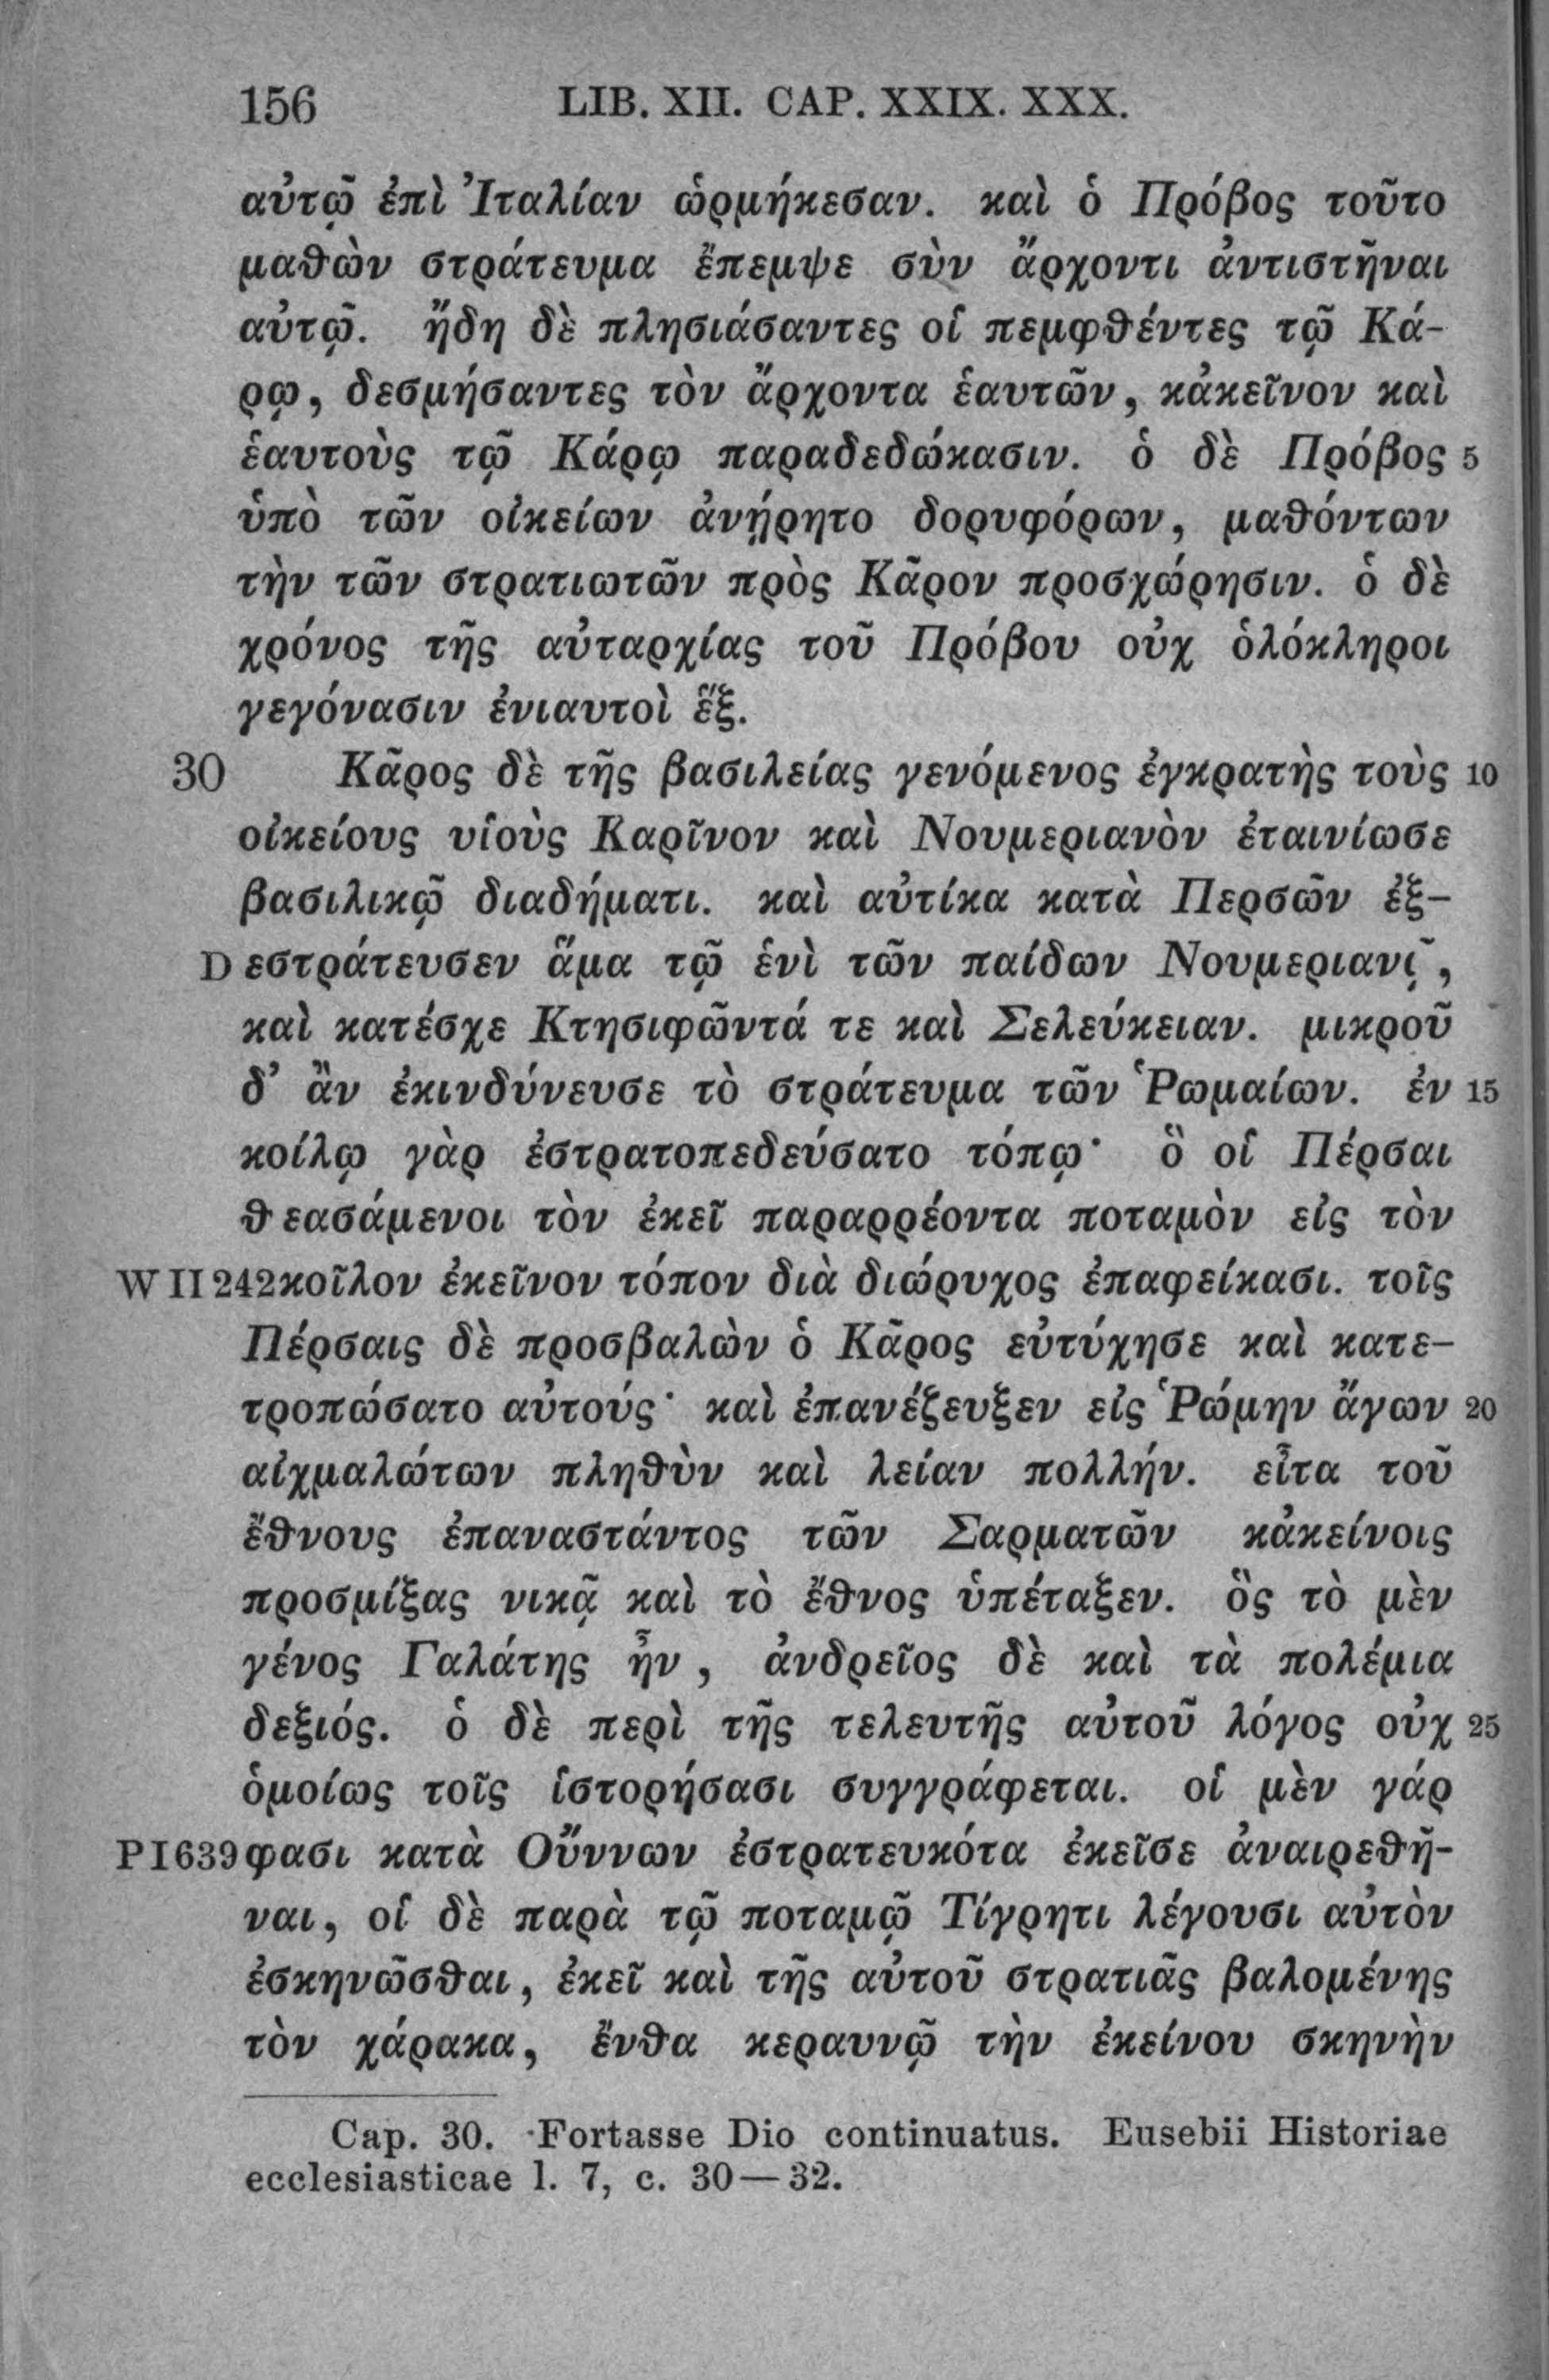 156 LIB. XII. CAP. XXIX. XXX.
αὐτῷ ἐπὶ Ἰταλίαν ὡρμήκεσαν. καὶ ὁ Πρόβος τοῦτο
μαθὼν στράτευμα ἔπεμψε σὺν ἄρχοντι ἀντιστῆναι
αὐτῷ. ἤδη δὲ πλησιάσαντες οἱ πεμφθέντες τῷ Κά-
ρῳ, δεσμήσαντες τὸν ἄρχοντα ἑαυτῶν, κἀκεῖνον καὶ
ἑαυτοὺς τῷ Κάρῳ παραδεδώκασιν. ὁ δὲ Πρόβος 5
ὑπὸ τῶν οἰκείων ἀνῄρητο δορυφόρων, μαθόντων
τὴν τῶν στρατιωτῶν πρὸς Κᾶρον προσχώρησιν. ὁ δὲ
χρόνος τῆς αὐταρχίας τοῦ Πρόβου οὐχ ὁλόκληροι
γεγόνασιν ἐνιαυτοὶ ἕξ.
30 Κᾶρος δὲ τῆς βασιλείας γενόμενος ἐγκρατὴς τοὺς 10
οἰκείους υἱοὺς Καρῖνον καὶ Νουμεριανὸν ἐταινίωσε
βασιλικῷ διαδήματι. καὶ αὐτίκα κατὰ Περσῶν ἐξ-
D εστράτευσεν ἅμα τῷ ἑνὶ τῶν παίδων Νουμεριανῷ,
καὶ κατέσχε Κτησιφῶντά τε καὶ Σελεύκειαν. μικροῦ
δ’ ἂν ἐκινδύνευσε τὸ στράτευμα τῶν Ῥωμαίων. ἐν 15
κοίλῳ γὰρ ἐστρατοπεδεύσατο τόπῳ· ὃ οἱ Πέρσαι
θεασάμενοι τὸν ἐκεῖ παραρρέοντα ποταμὸν εἰς τὸν
W II 242 κοῖλον ἐκεῖνον τόπον διὰ διώρυχος ἐπαφείκασι. τοῖς
Πέρσαις δὲ προσβαλὼν ὁ Κᾶρος εὐτύχησε καὶ κατε-
τροπώσατο αὐτούς· καὶ ἐπανέζευξεν εἰς Ῥώμην ἄγων 20
αἰχμαλώτων πληθὺν καὶ λείαν πολλήν. εἶτα τοῦ
ἔθνους ἐπαναστάντος τῶν Σαρματῶν κἀκείνοις
προσμίξας νικᾷ καὶ τὸ ἔθνος ὑπέταξεν. ὃς τὸ μὲν
γένος Γαλάτης ἦν, ἀνδρεῖος δὲ καὶ τὰ πολέμια
δεξιός. ὁ δὲ περὶ τῆς τελευτῆς αὐτοῦ λόγος οὐχ 25
ὁμοίως τοῖς ἱστορήσασι συγγράφεται. οἱ μὲν γάρ
P I 639 φασι κατὰ Οὔννων ἐστρατευκότα ἐκεῖσε ἀναιρεθῆ-
ναι, οἱ δὲ παρὰ τῷ ποταμῷ Τίγρητι λέγουσι αὐτὸν
ἐσκηνῶσθαι, ἐκεῖ καὶ τῆς αὐτοῦ στρατιᾶς βαλομένης
τὸν χάρακα, ἔνθα κεραυνῷ τὴν ἐκείνου σκηνὴν
Cap. 30. Fortasse Dio continuatus. Eusebii Historiae
ecclesiasticae l. 7, c. 30—32.